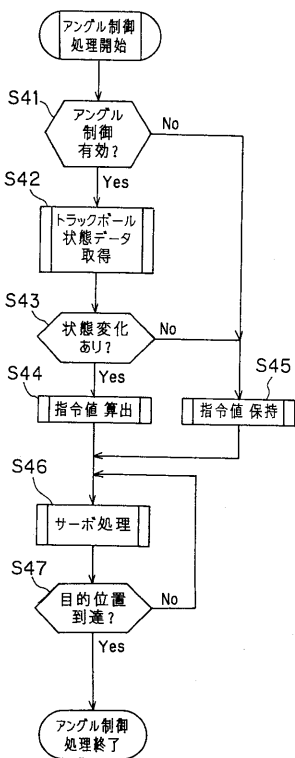 アングル制御
処理開始
S41
アングル
制御
有効?
No
Yes
S42
トラックボール
状態データ
取得
S43
状態変化
あり?
No
Yes
S44
指令値 算出
S45
指令値 保持
S46
サーボ処理
S47
目的位置
到達?
No
Yes
アングル制御
処理終了